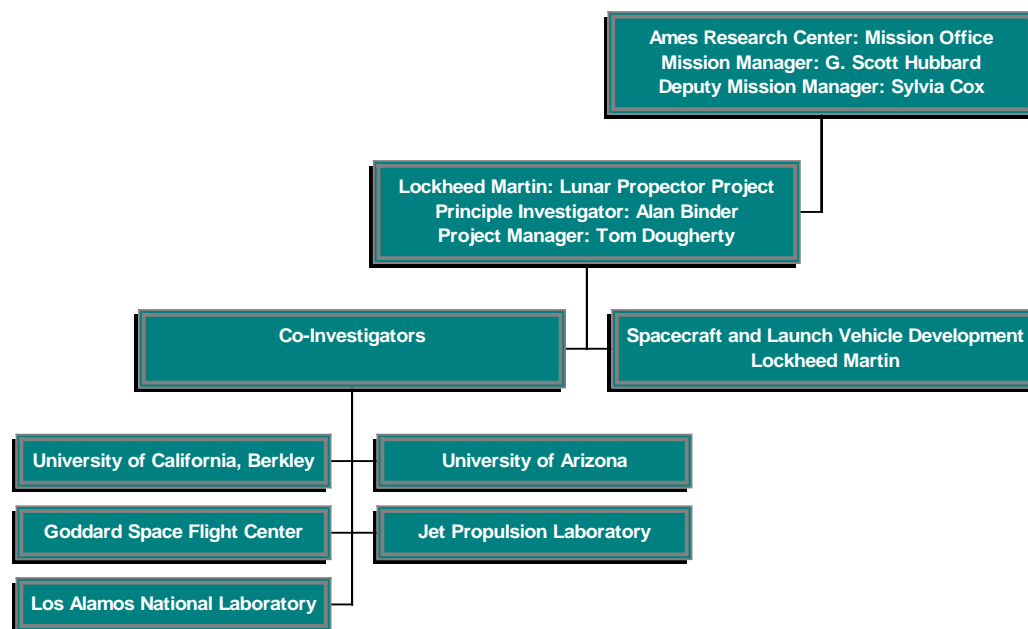 Ames Research Center: Mission Office
Mission Manager: G. Scott Hubbard
Deputy Mission Manager: Sylvia Cox
Lockheed Martin: Lunar Propector Project
Principle Investigator: Alan Binder
Project Manager: Tom Dougherty
Co-Investigators
Spacecraft and Launch Vehicle Development
Lockheed Martin
University of California, Berkley
University of Arizona
Goddard Space Flight Center
Jet Propulsion Laboratory
Los Alamos National Laboratory